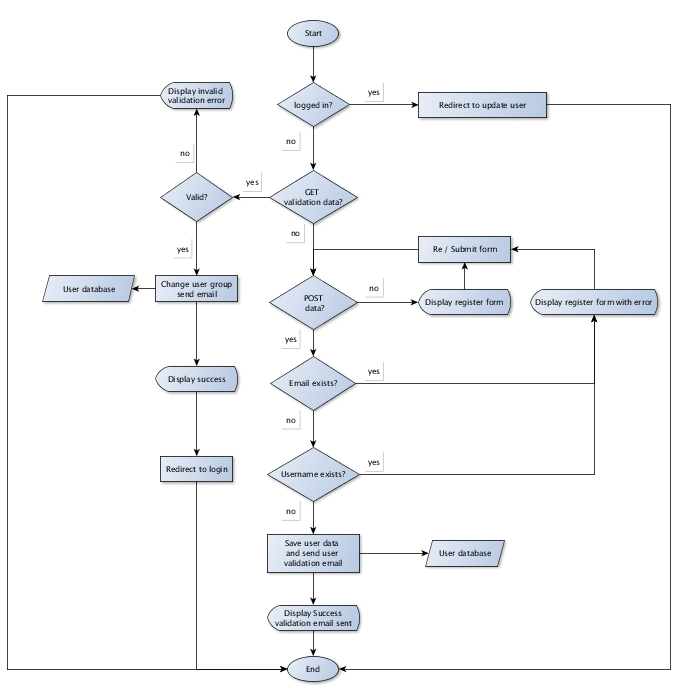 Start
logged in?
yes
Redirect to update user
no
Display invalid
validation error
no
GET
validation data?
yes
Valid?
no
yes
Re / Submit form
User database
Change user group
send email
POST
data?
no
Display register form
Display register form with error
yes
Display success
Email exists?
yes
no
Redirect to login
Username exists?
yes
no
Save user data
and send user
validation email
User database
Display Success
validation email sent
End